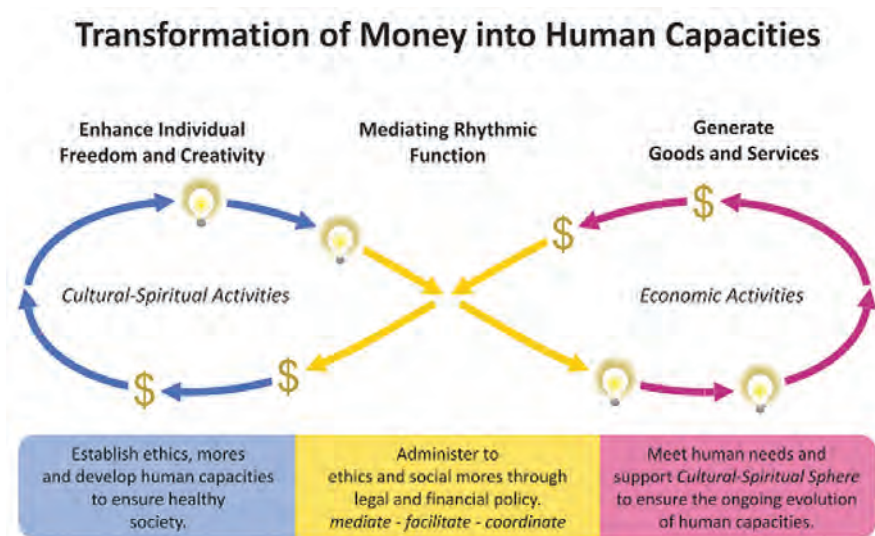 Transformation of Money into Human Capacities
Enhance Individual
Freedom and Creativity
Mediating Rhythmic
Function
Generate
Goods and Services
$
$
Cultural-Spiritual Activities
Economic Activities
$
$
Establish ethics, mores
and develop human capacities
to ensure healthy
society.
Administer to
ethics and social mores through
legal and financial policy.
mediate - facilitate - coordinate
Meet human needs and
support Cultural-Spiritual Sphere
to ensure the ongoing evolution
of human capacities.